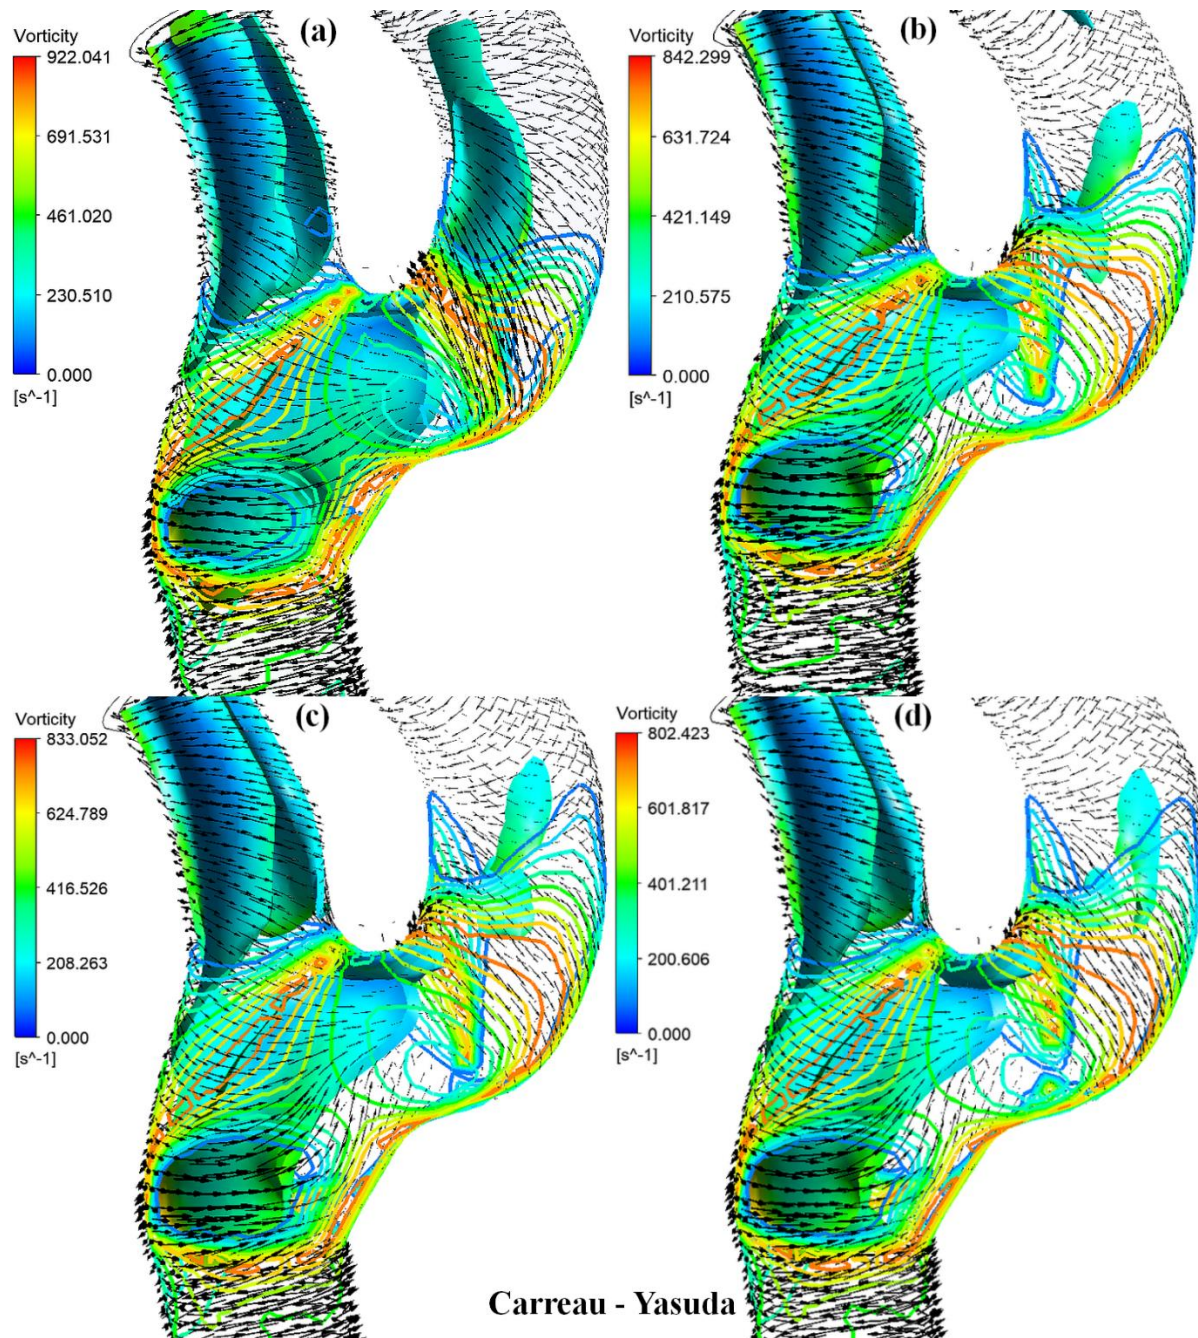 (a)
Vorticity
922.041
691.531
461.020
230.510
0.000
[s^-1]
(b)
Vorticity
842.299
631.724
421.149
210.575
0.000
[s^-1]
(c)
Vorticity
833.052
624.789
416.526
208.263
0.000
[s^-1]
(d)
Vorticity
802.423
601.817
401.211
200.606
0.000
[s^-1]
Carreau - Yasuda